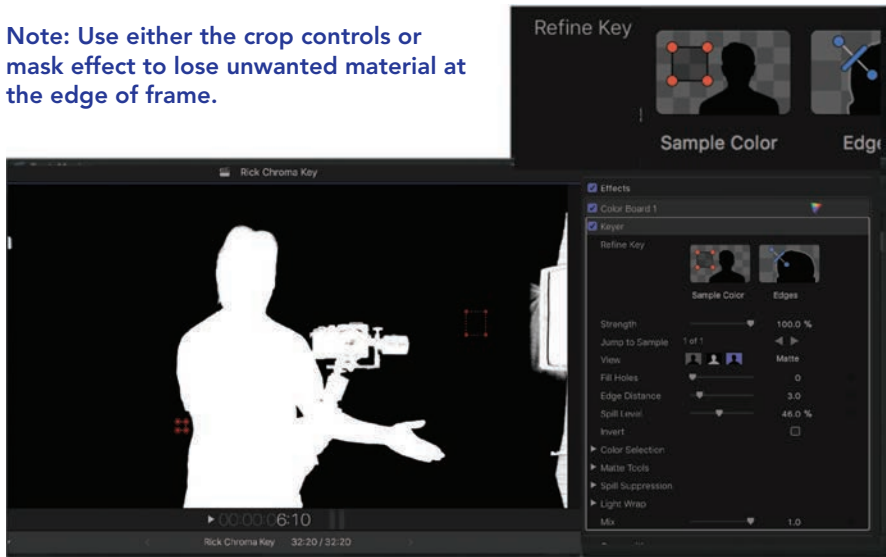 Note: Use either the crop controls or
mask effect to lose unwanted material at
the edge of frame.
Refine Key
Sample Color
Rick Chroma Key
Effects
Color Board 1
Keyer
Refine Key
Sample Color Edges
Strength 100.0 %
Jump to Sample 1 of 1
View Matte
Fill Holes 0
Edge Distance 3.0
Spill Level 46.0 %
Invert
Color Selection
Matte Tools
Spill Suppression
Light Wrap
Mix 1.0
00:00:06:10
Rick Chroma Key 32:20 / 32:20